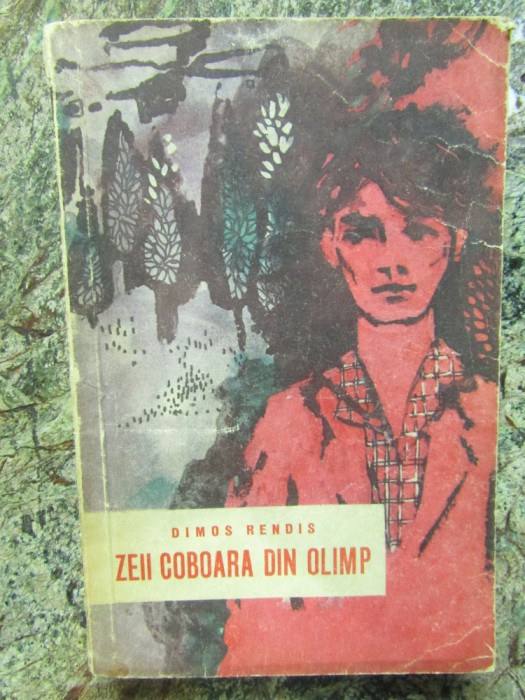 DIMOS RENDIS
ZEII COBOARA DIN OLIMP